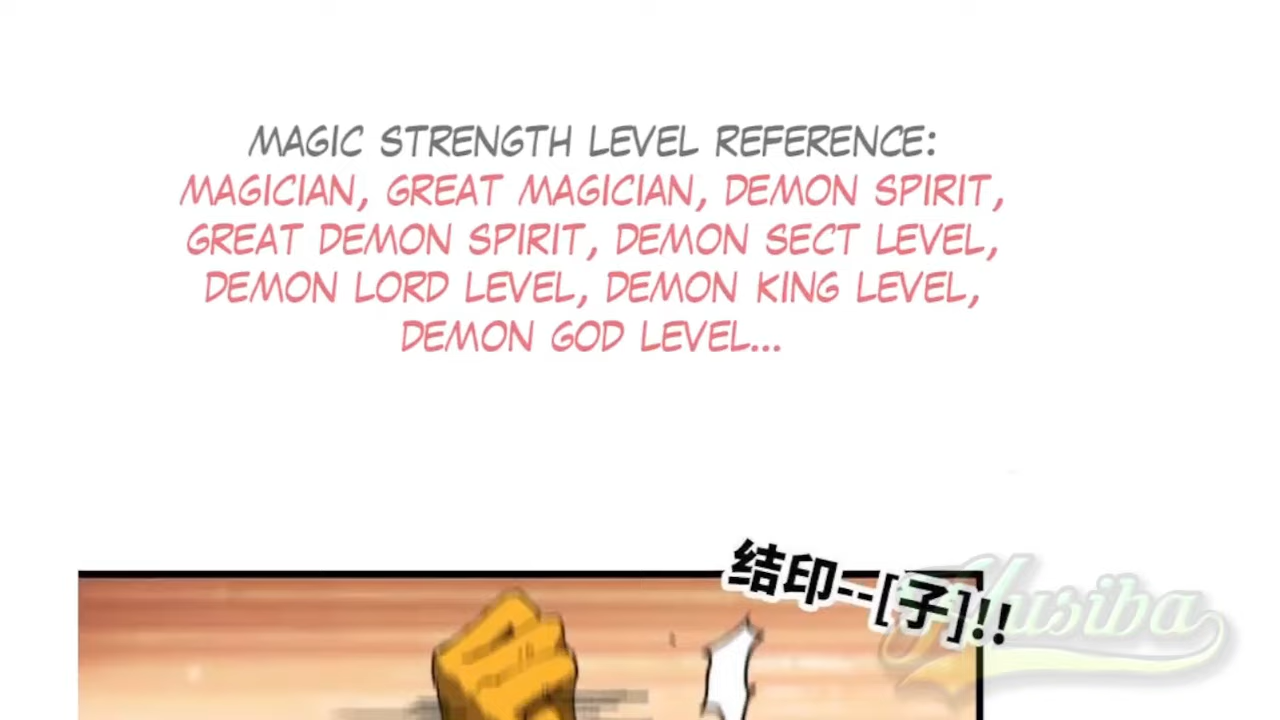 MAGIC STRENGTH LEVEL REFERENCE:
MAGICIAN, GREAT MAGICIAN, DEMON SPIRIT,
GREAT DEMON SPIRIT, DEMON SECT LEVEL,
DEMON LORD LEVEL, DEMON KING LEVEL,
DEMON GOD LEVEL...
结印--[子]!!